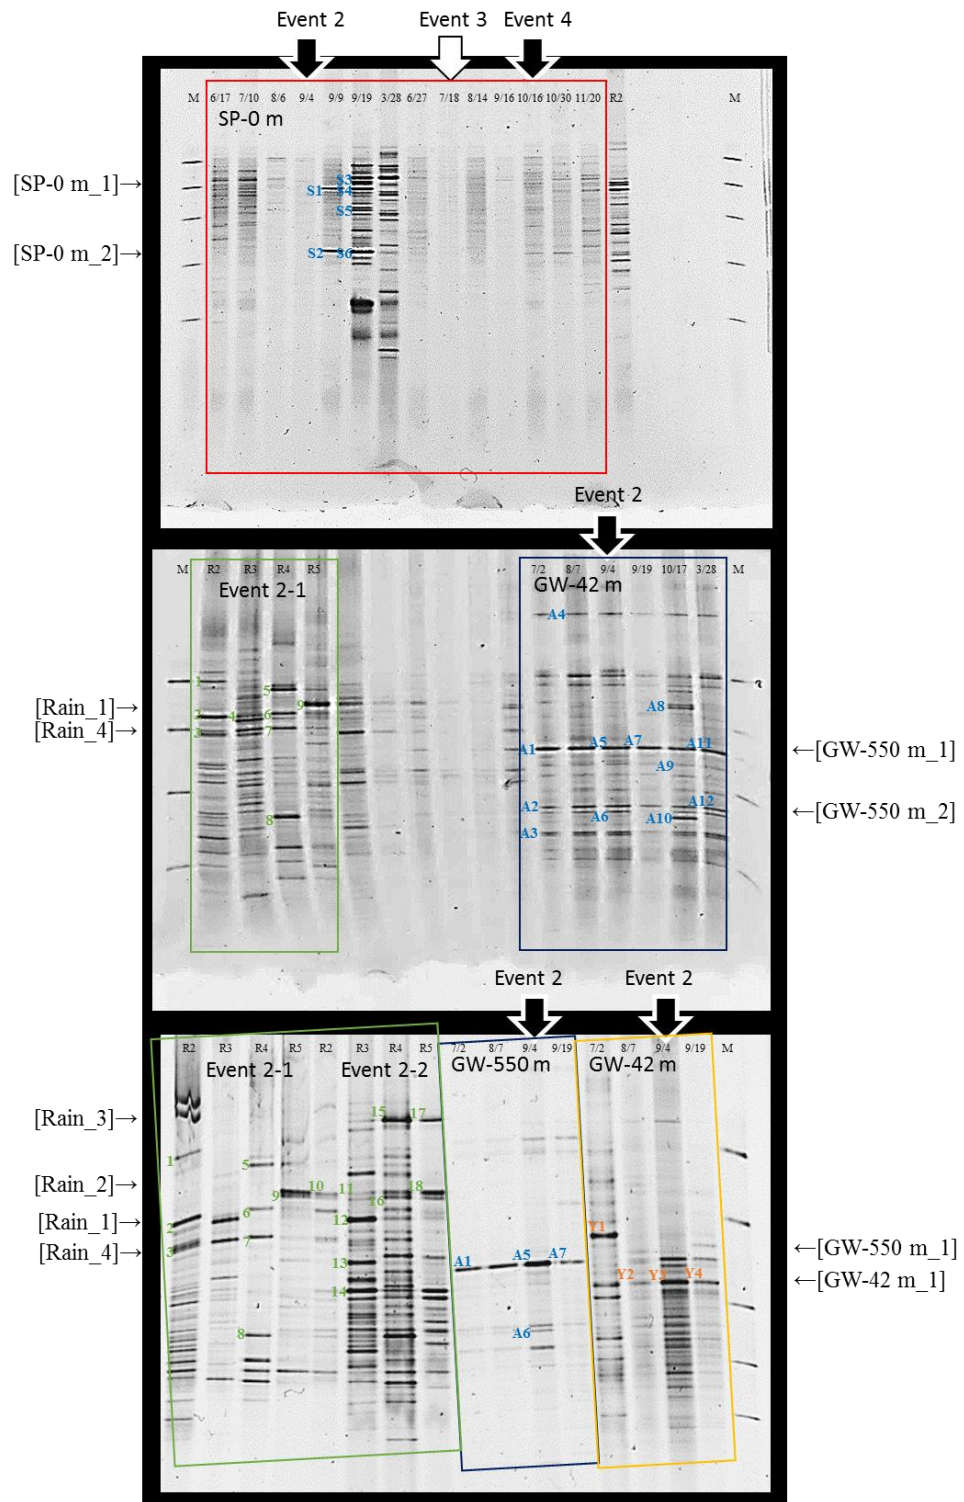 Event 2 Event 3 Event 4
M 6/17 7/10 8/6 9/4 9/9 9/19 3/28 6/27 7/18 8/14 9/16 10/16 10/30 11/20 R2 M
SP-0 m
[SP-0 m_1]→
S3
S1 S4
S5
[SP-0 m_2]→
S2 S6
Event 2
M R2 R3 R4 R5 7/2 8/7 9/4 9/19 10/17 3/28 M
Event 2-1 GW-42 m
A4
1 5
[Rain_1]→ 2 4 6 9 A8
[Rain_4]→ 3 7
A1 A5 A7 A11 ←[GW-550 m_1]
A9
A2 A12
8 A6 A10 ←[GW-550 m_2]
A3
Event 2 Event 2
R2 R3 R4 R5 R2 R3 R4 R5 7/2 8/7 9/4 9/19 7/2 8/7 9/4 9/19 M
Event 2-1 Event 2-2 GW-550 m GW-42 m
[Rain_3]→ 15 17
1 5
[Rain_2]→ 9 10 11 18
16
[Rain_1]→ 2 6 12
Y1
[Rain_4]→ 3 7 ←[GW-550 m_1]
13 A1 A5 A7
14 Y2 Y3 Y4 ←[GW-42 m_1]
8 A6